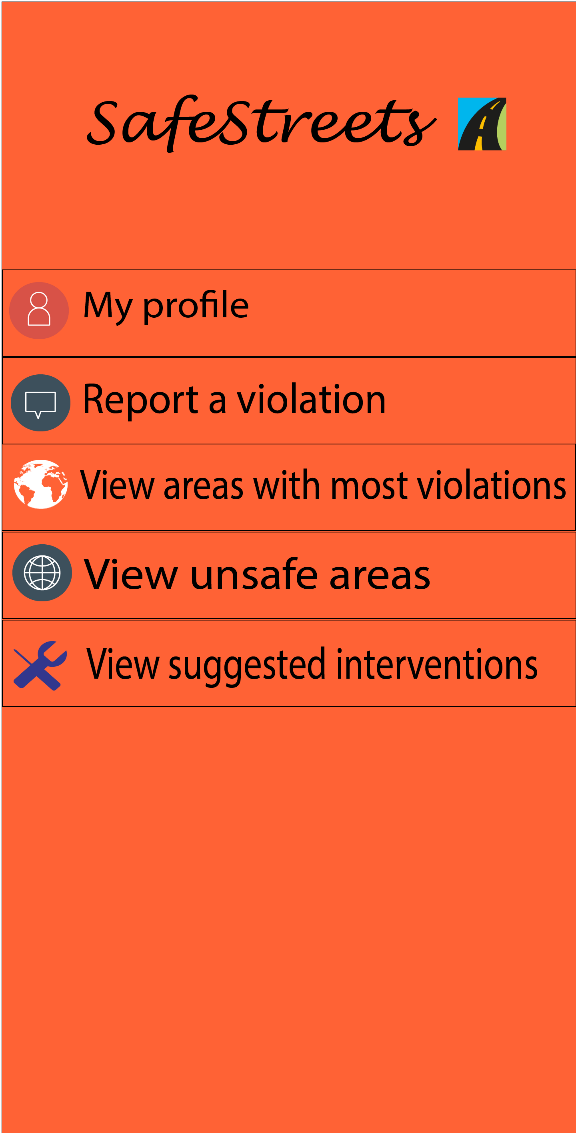 SafeStreets
My profile
Report a violation
View areas with most violations
View unsafe areas
View suggested interventions